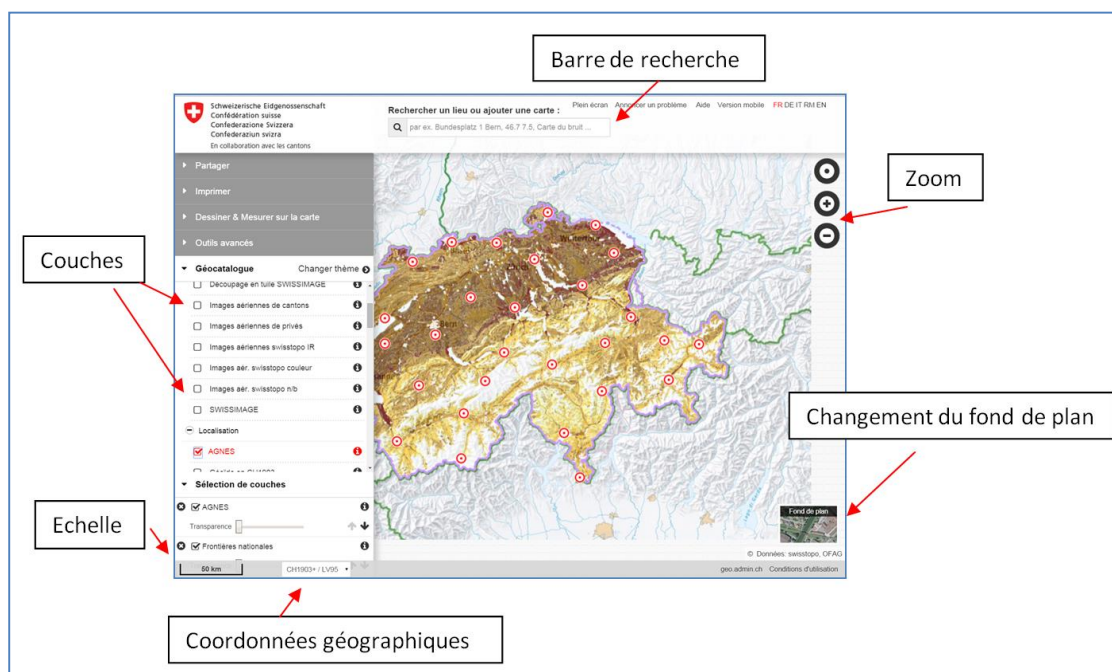 Barre de recherche
Schweizerische Eidgenossenschaft
Confédération suisse
Confederazione Svizzera
Confederaziun svizra
En collaboration avec les cantons
Rechercher un lieu ou ajouter une carte :
Plein écran Annoncer un problème Aide Version mobile FR DE IT RM EN
par ex. Bundesplatz 1 Bern, 46.7 7.5, Carte du bruit ...
Zoom
Partager
Imprimer
Dessiner & Mesurer sur la carte
Outils avancés
Couches
Géocatalogue Changer thème
Découpage en tuile SWISSIMAGE
Images aériennes de cantons
Images aériennes de privés
Images aériennes swisstopo IR
Images aér. swisstopo couleur
Images aér. swisstopo n/b
SWISSIMAGE
Localisation
AGNES
Bern
Changement du fond de plan
Sélection de couches
AGNES
Transparence
Frontières nationales
Echelle
Fond de plan
© Données: swisstopo, OFAG
50 km
CH1903+ / LV95
geo.admin.ch Conditions d'utilisation
Coordonnées géographiques